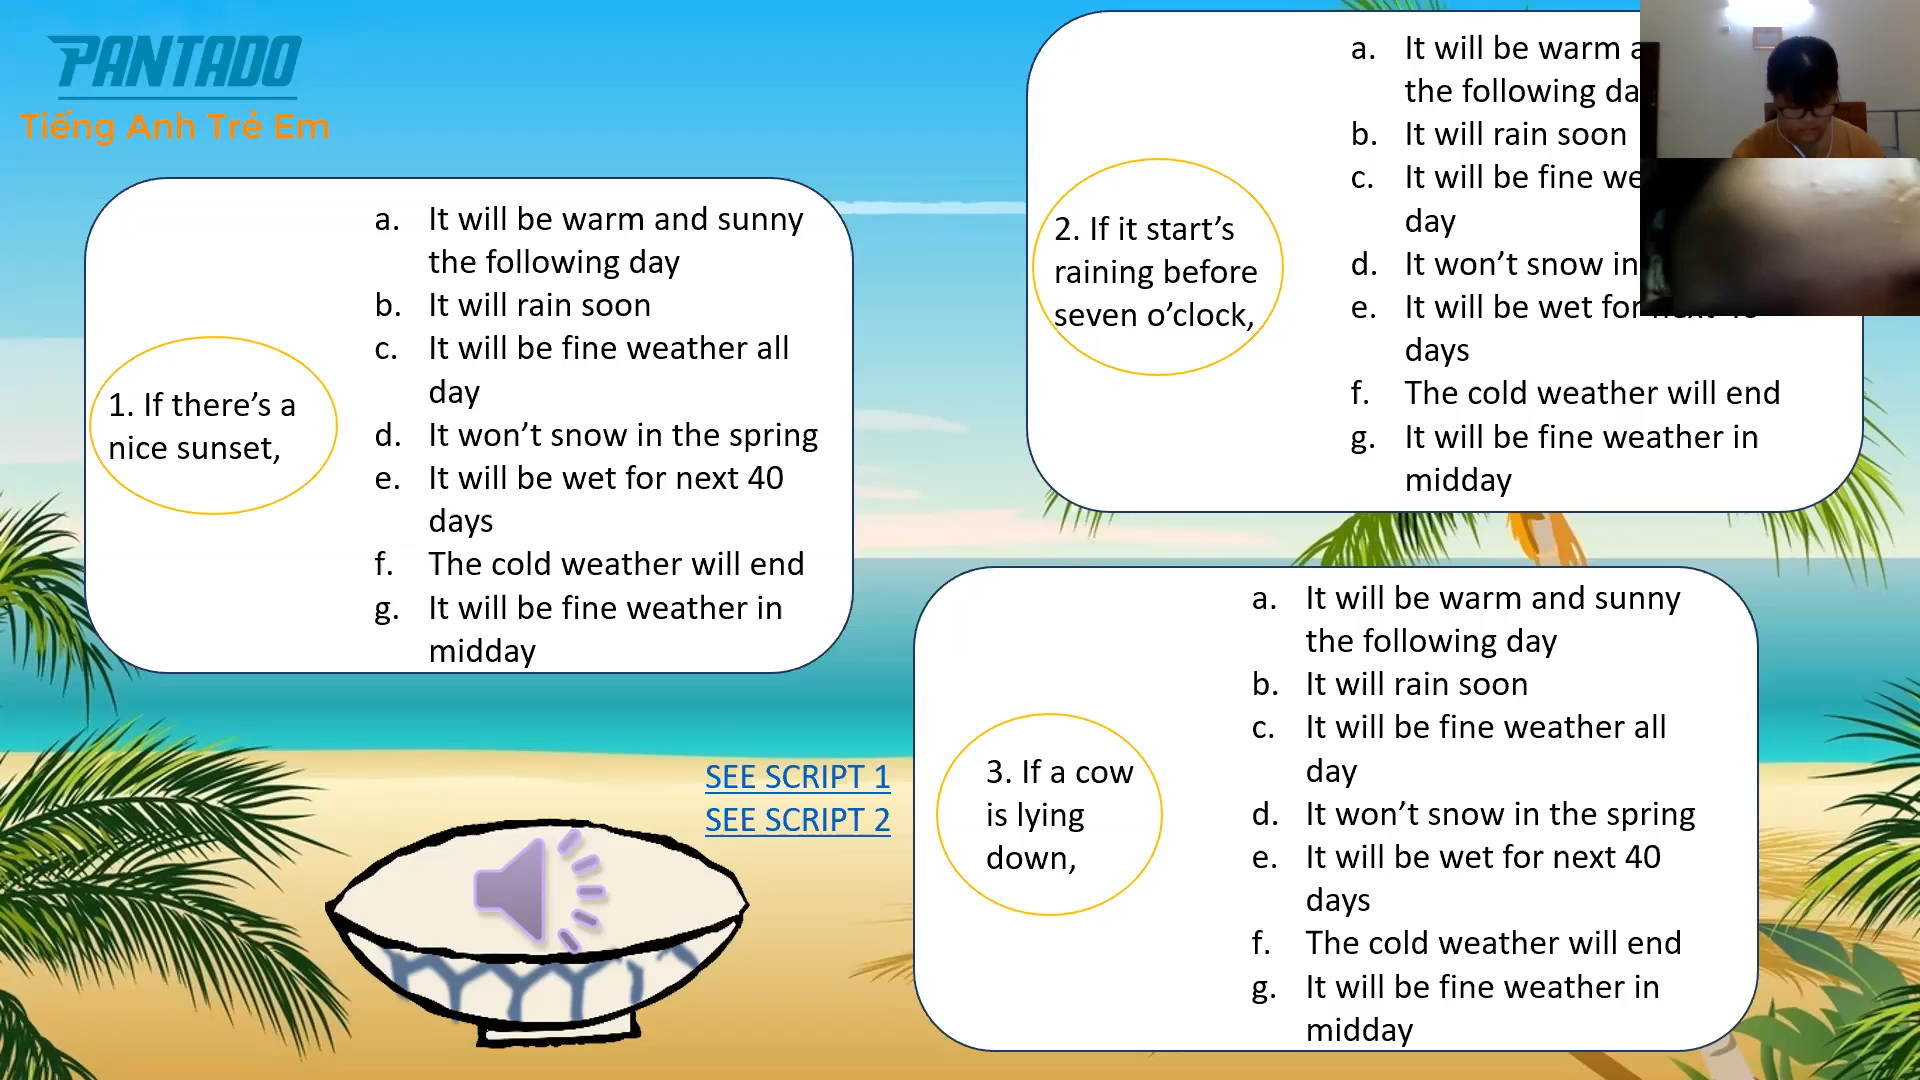 PANTADO
Tiếng Anh Trẻ Em
1. If there's a
nice sunset,
a. It will be warm and sunny
the following day
b. It will rain soon
c. It will be fine weather all
day
d. It won't snow in the spring
e. It will be wet for next 40
days
f. The cold weather will end
g. It will be fine weather in
midday
2. If it start's
raining before
seven o'clock,
a. It will be warm
the following
b. It will rain soon
c. It will be fine
day
d. It won't snow in
e. It will be wet for
days
f. The cold weather will end
g. It will be fine weather in
midday
3. If a cow
is lying
down,
a. It will be warm and sunny
the following day
b. It will rain soon
c. It will be fine weather all
day
d. It won't snow in the spring
e. It will be wet for next 40
days
f. The cold weather will end
g. It will be fine weather in
midday
SEE SCRIPT 1
SEE SCRIPT 2